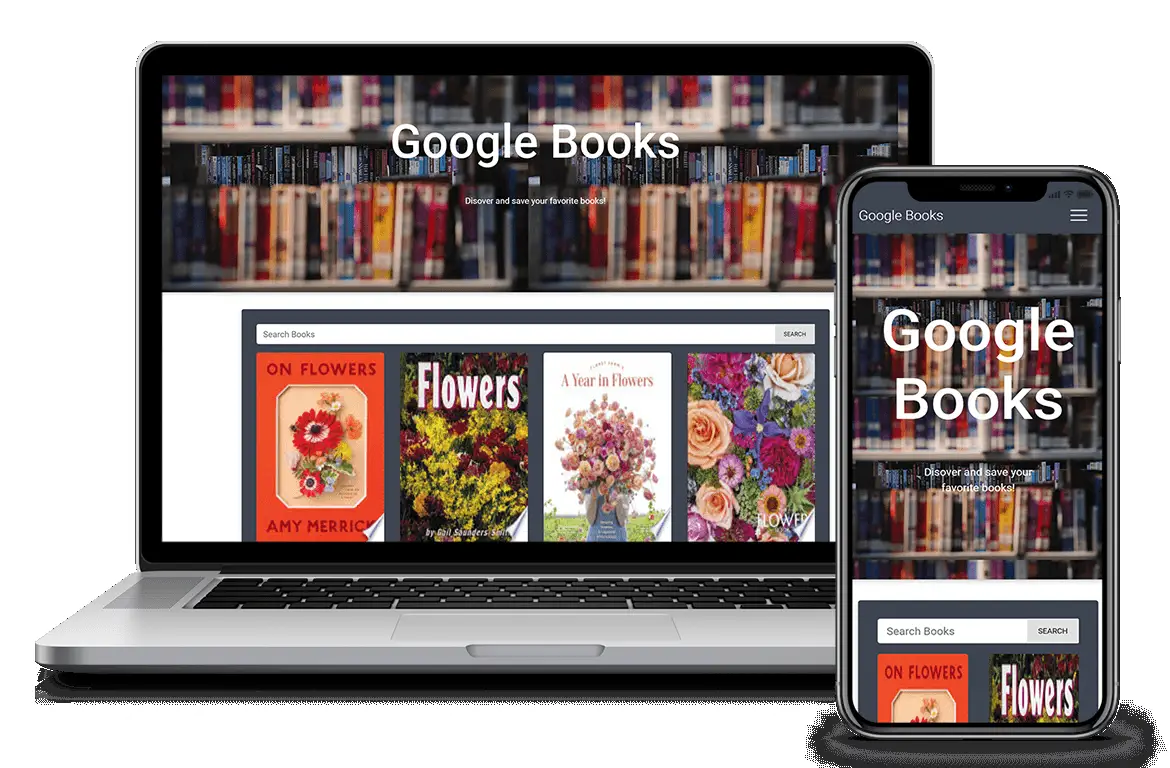 Google Books
Disover and save your favorite books!
Search Books
SEARCH
ON FLOWERS
AMY MERRICK
Flowers
by Gail Saunders-Smith
A Year in Flowers
FLOWER
Google Books
Google
Books
Disover and save your
favorite books!
Search Books
SEARCH
ON FLOWERS
Flowers